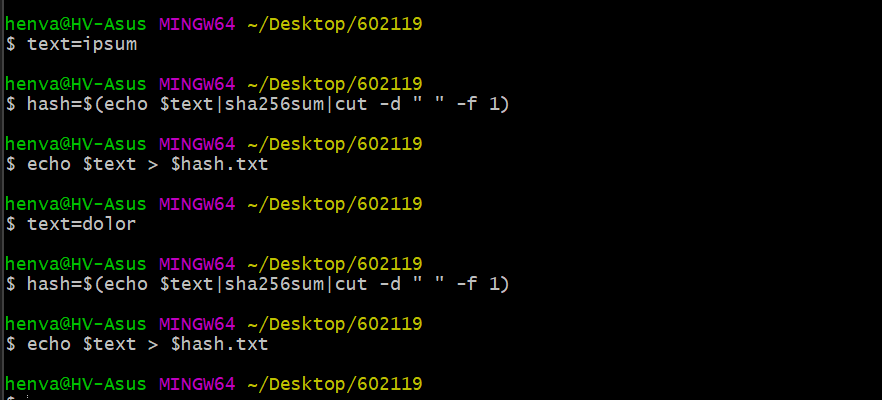 henva@HV-Asus MINGW64 ~/Desktop/602119
$ text=ipsum
henva@HV-Asus MINGW64 ~/Desktop/602119
$ hash=$(echo $text|sha256sum|cut -d " " -f 1)
henva@HV-Asus MINGW64 ~/Desktop/602119
$ echo $text > $hash.txt
henva@HV-Asus MINGW64 ~/Desktop/602119
$ text=dolor
henva@HV-Asus MINGW64 ~/Desktop/602119
$ hash=$(echo $text|sha256sum|cut -d " " -f 1)
henva@HV-Asus MINGW64 ~/Desktop/602119
$ echo $text > $hash.txt
henva@HV-Asus MINGW64 ~/Desktop/602119
$